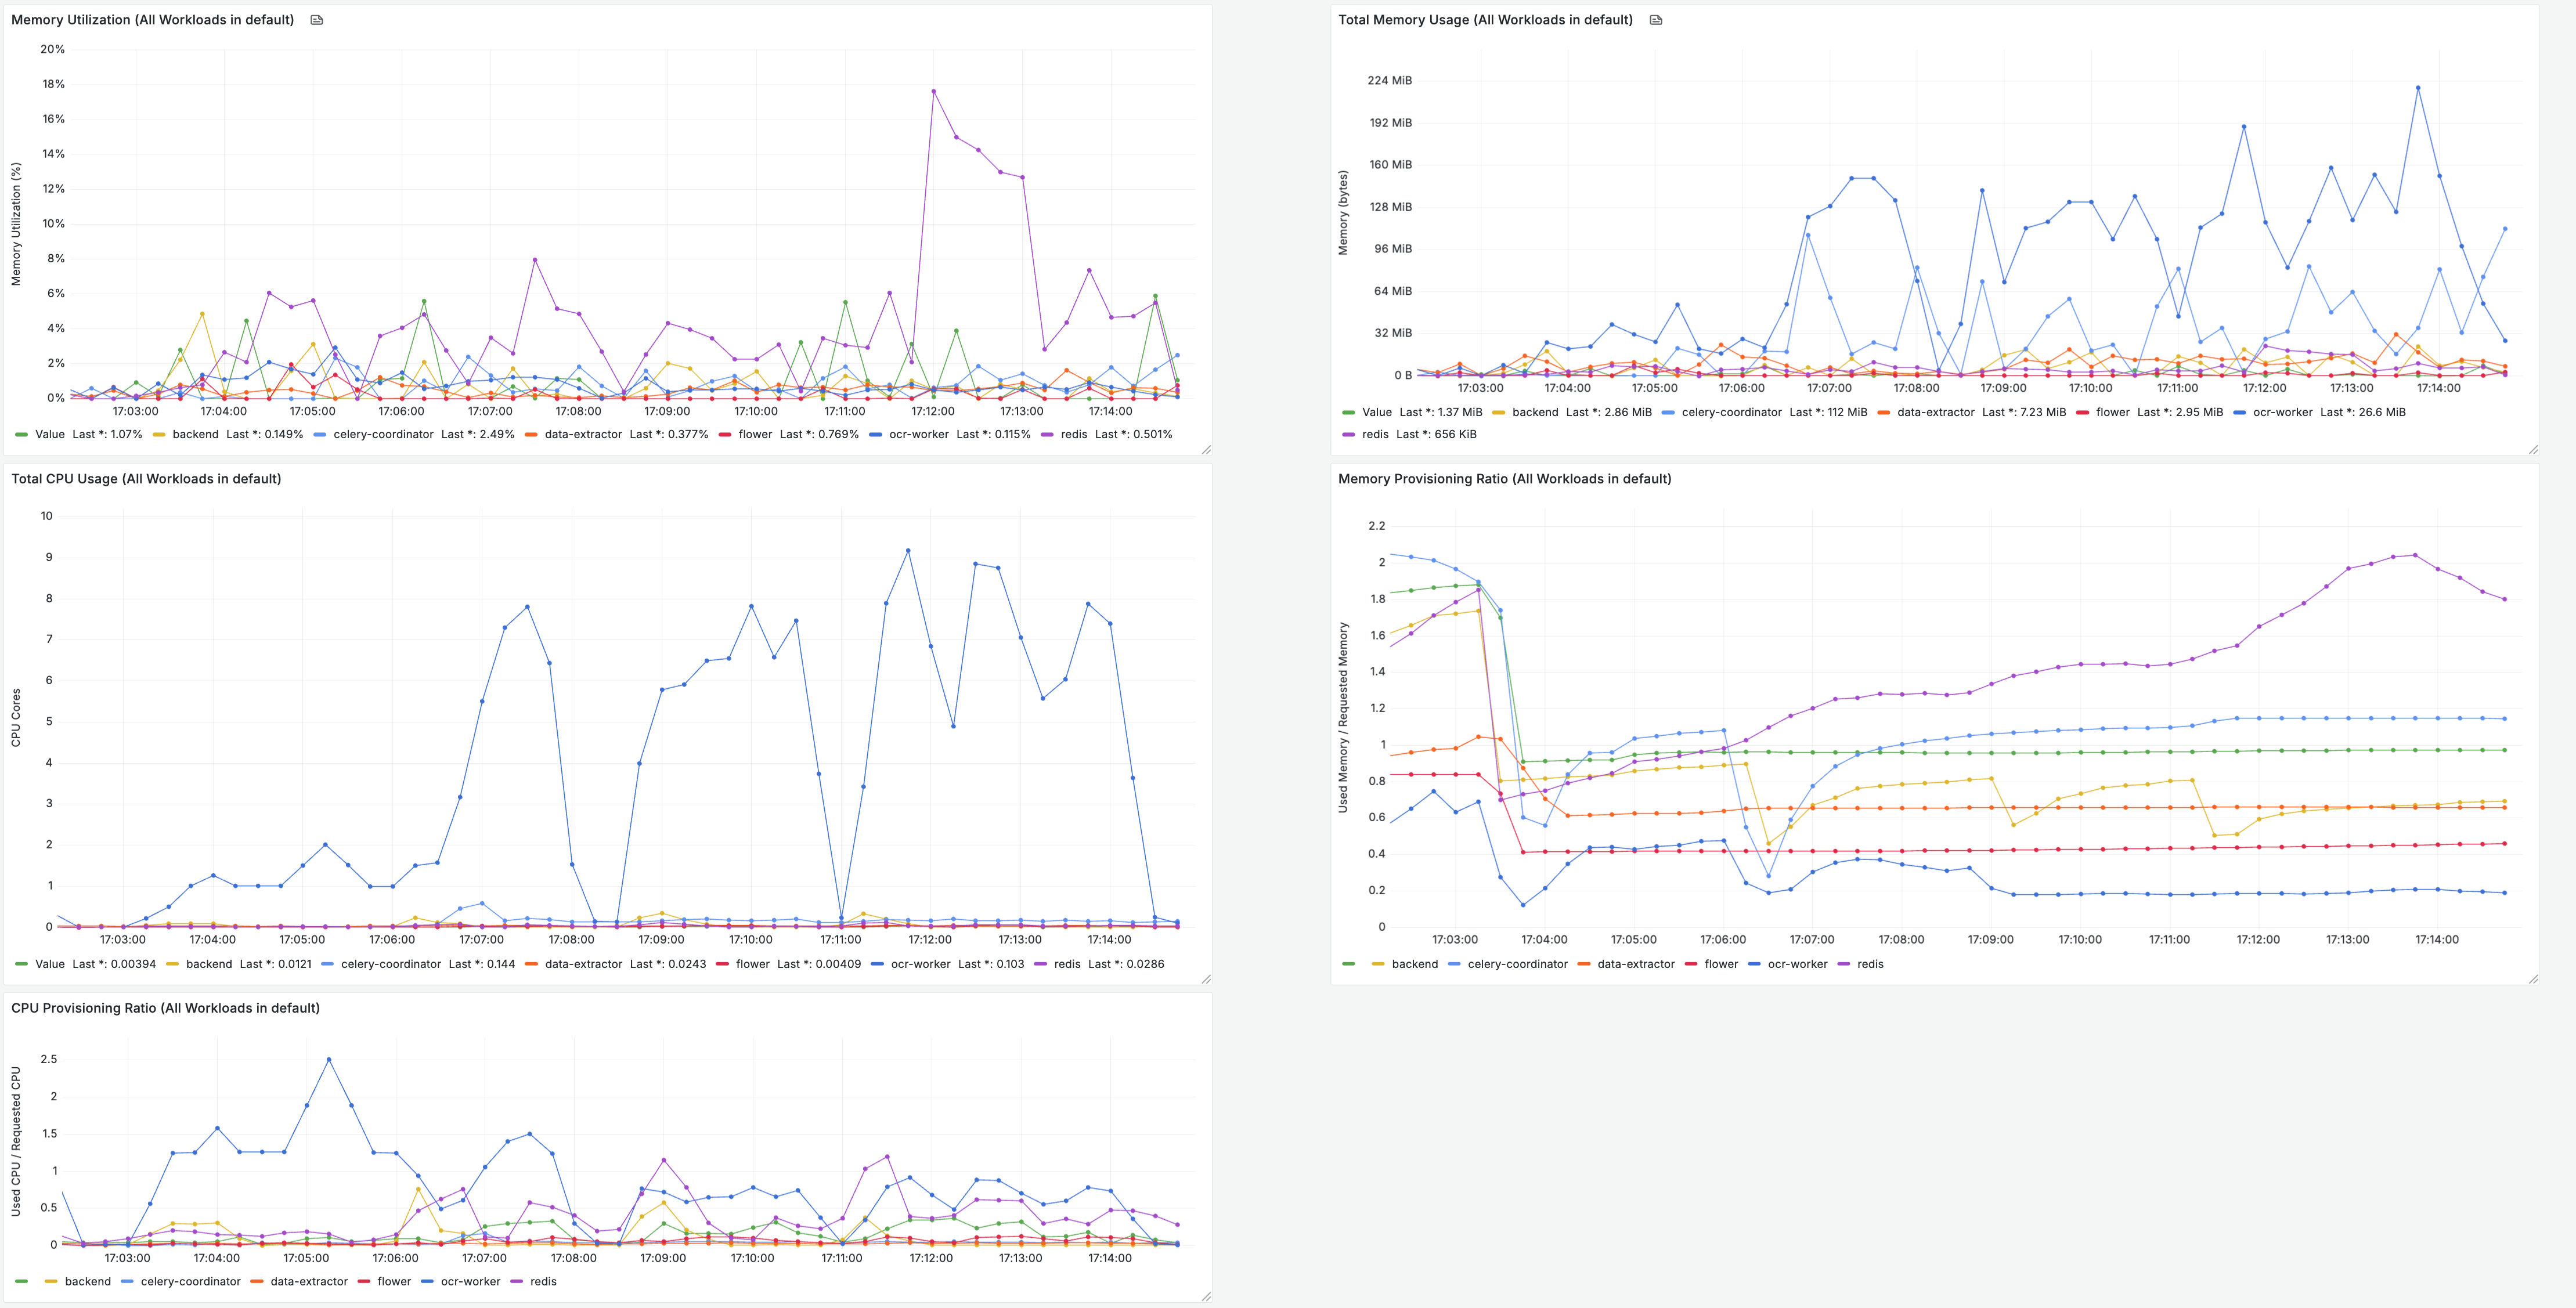 Memory Utilization (All Workloads in default)
Memory Utilization (%)
20%
18%
16%
14%
12%
10%
8%
6%
4%
2%
0%
17:03:00 17:04:00 17:05:00 17:06:00 17:07:00 17:08:00 17:09:00 17:10:00 17:11:00 17:12:00 17:13:00 17:14:00
Value Last *: 1.07% backend Last *: 0.149% celery-coordinator Last *: 2.49% data-extractor Last *: 0.377% flower Last *: 0.769% ocr-worker Last *: 0.115% redis Last *: 0.501%
Total Memory Usage (All Workloads in default)
Memory (bytes)
224 MiB
192 MiB
160 MiB
128 MiB
96 MiB
64 MiB
32 MiB
0 B
17:03:00 17:04:00 17:05:00 17:06:00 17:07:00 17:08:00 17:09:00 17:10:00 17:11:00 17:12:00 17:13:00 17:14:00
Value Last *: 1.37 MiB backend Last *: 2.86 MiB celery-coordinator Last *: 112 MiB data-extractor Last *: 7.23 MiB flower Last *: 2.95 MiB ocr-worker Last *: 26.6 MiB
redis Last *: 656 KiB
Total CPU Usage (All Workloads in default)
CPU Cores
10
9
8
7
6
5
4
3
2
1
0
17:03:00 17:04:00 17:05:00 17:06:00 17:07:00 17:08:00 17:09:00 17:10:00 17:11:00 17:12:00 17:13:00 17:14:00
Value Last *: 0.00394 backend Last *: 0.0121 celery-coordinator Last *: 0.144 data-extractor Last *: 0.0243 flower Last *: 0.00409 ocr-worker Last *: 0.103 redis Last *: 0.0286
Memory Provisioning Ratio (All Workloads in default)
Used Memory / Requested Memory
2.2
2
1.8
1.6
1.4
1.2
1
0.8
0.6
0.4
0.2
0
17:03:00 17:04:00 17:05:00 17:06:00 17:07:00 17:08:00 17:09:00 17:10:00 17:11:00 17:12:00 17:13:00 17:14:00
backend celery-coordinator data-extractor flower ocr-worker redis
CPU Provisioning Ratio (All Workloads in default)
Used CPU / Requested CPU
2.5
2
1.5
1
0.5
0
17:03:00 17:04:00 17:05:00 17:06:00 17:07:00 17:08:00 17:09:00 17:10:00 17:11:00 17:12:00 17:13:00 17:14:00
backend celery-coordinator data-extractor flower ocr-worker redis